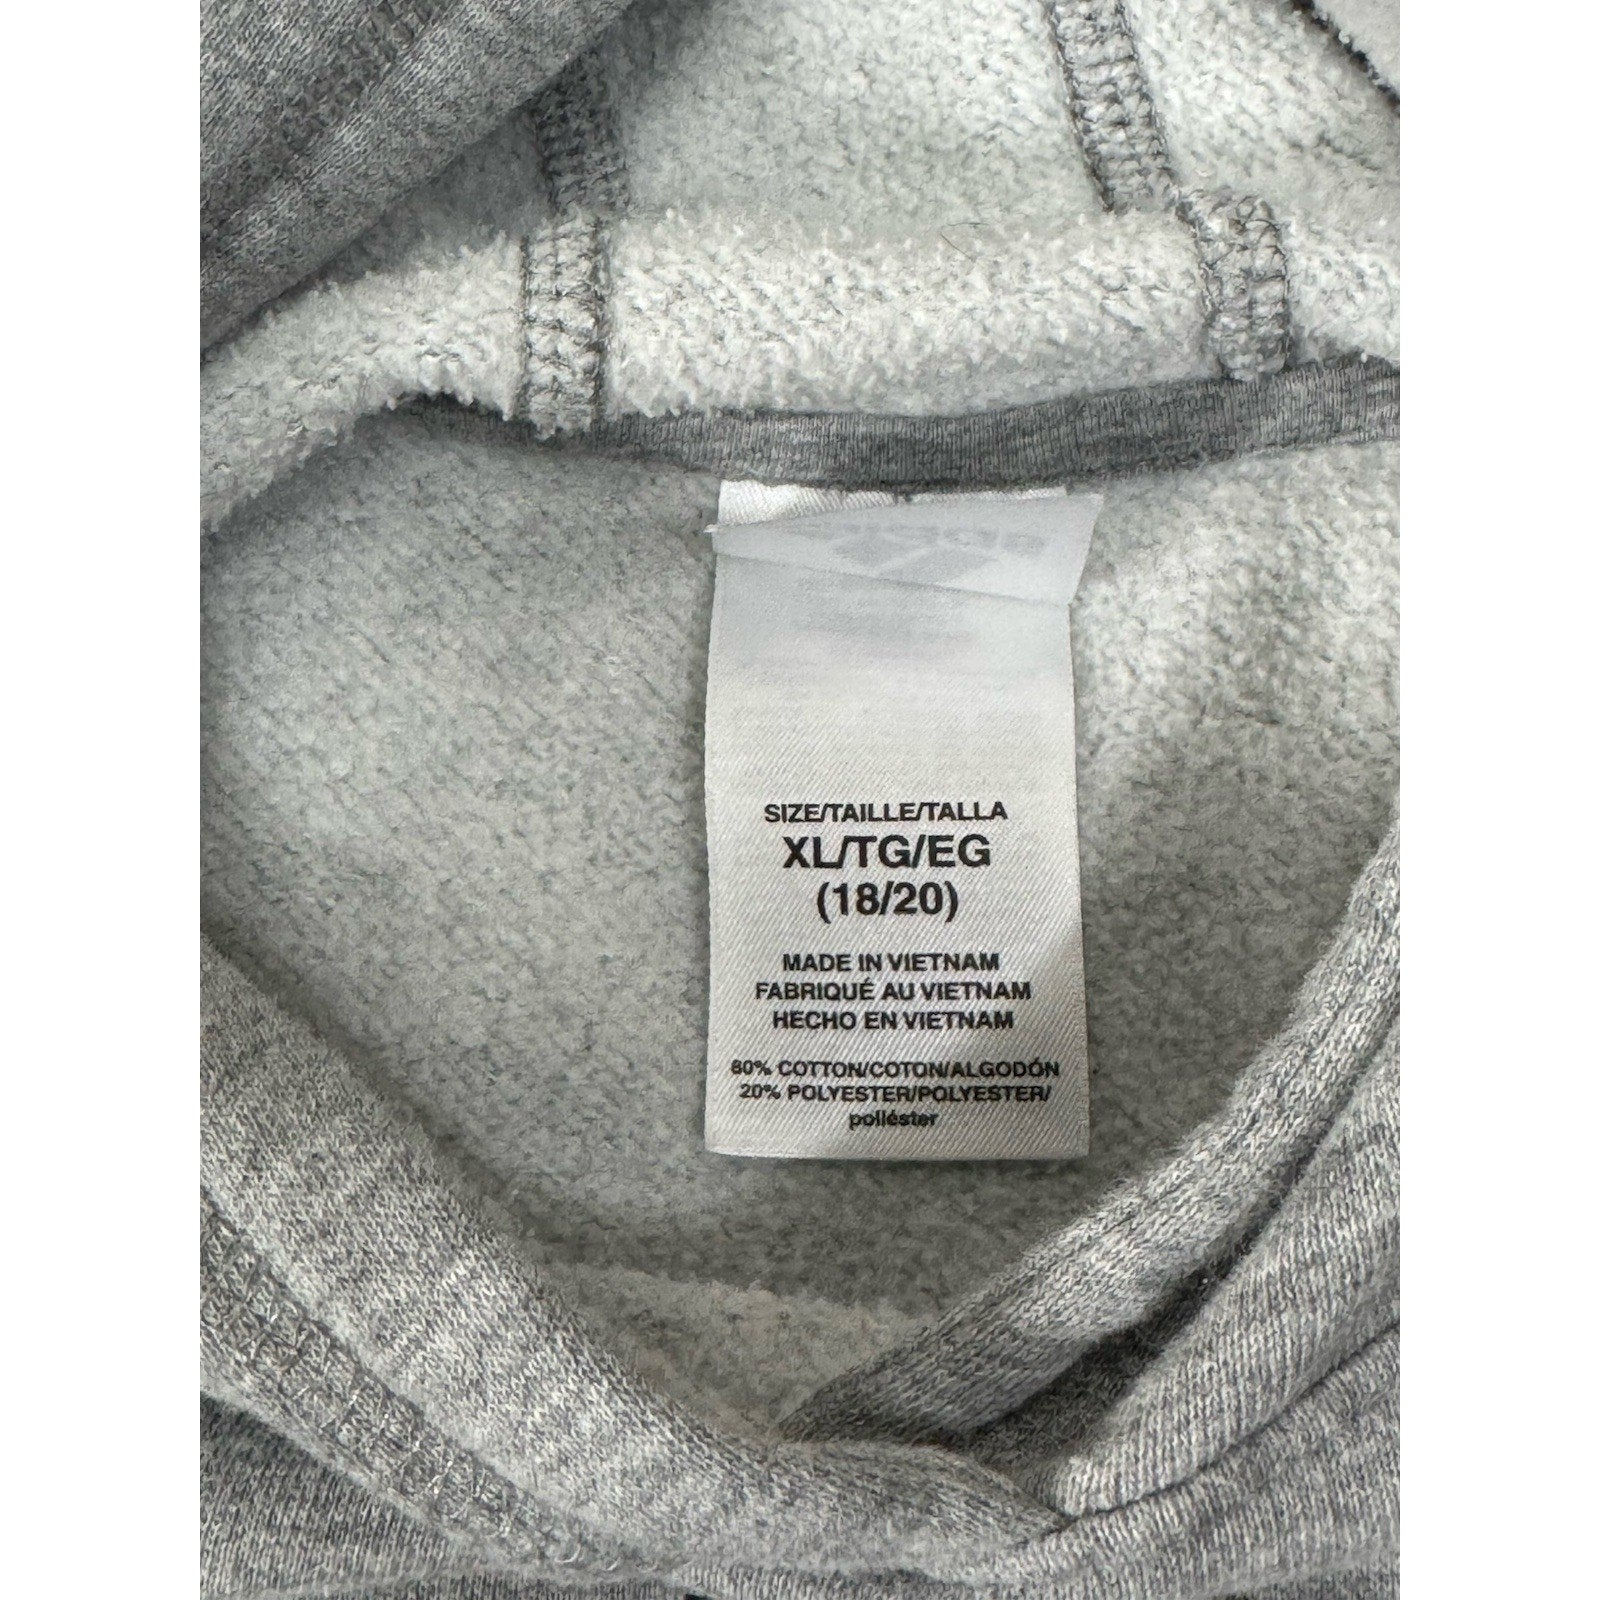 SIZE/TAILLE/TALLA
XL/TG/EG
(18/20)
MADE IN VIETNAM
FABRIQUÉ AU VIETNAM
HECHO EN VIETNAM
80% COTTON/COTON/ALGODÓN
20% POLYESTER/POLYESTER/
poliéster